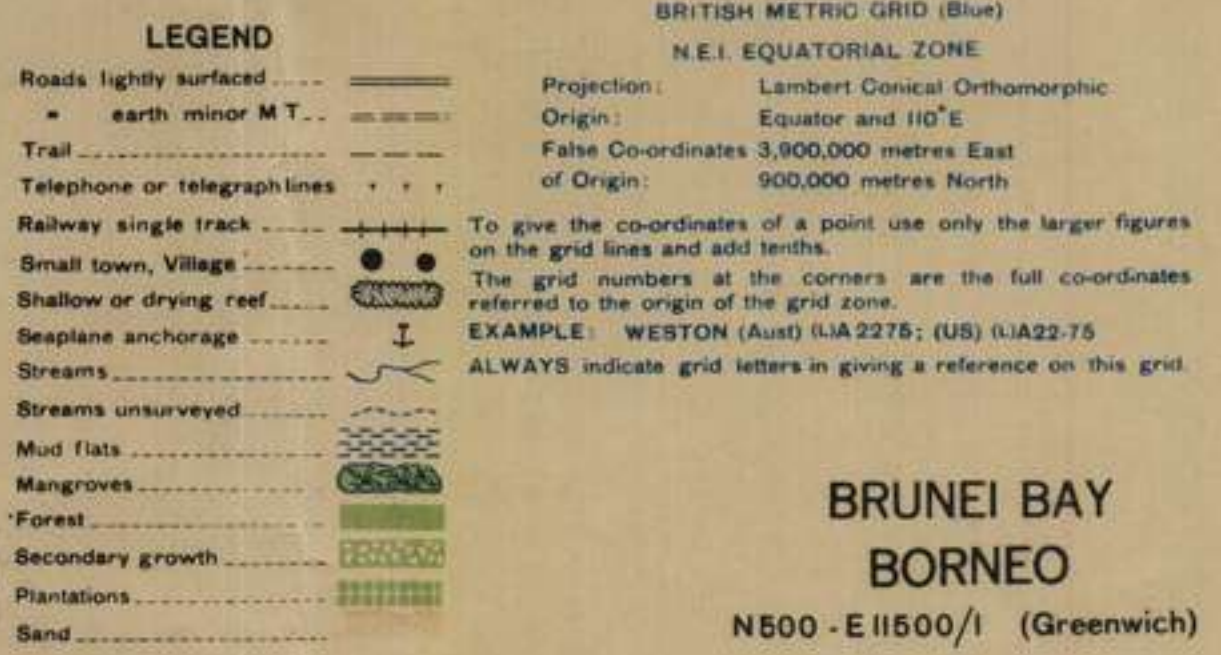 LEGEND
Roads lightly surfaced
" earth minor M T
Trail
Telephone or telegraph lines
Railway single track
Small town, Village
Shallow or drying reef
Seaplane anchorage
Streams
Streams unsurveyed
Mud flats
Mangroves
Forest
Secondary growth
Plantations
Sand
BRITISH METRIC GRID (Blue)
N.E.I. EQUATORIAL ZONE
Projection: Lambert Conical Orthomorphic
Origin: Equator and 110°E
False Co-ordinates 3,900,000 metres East
of Origin: 900,000 metres North
To give the co-ordinates of a point use only the larger figures
on the grid lines and add tenths.
The grid numbers at the corners are the full co-ordinates
referred to the origin of the grid zone.
EXAMPLE: WESTON (Aust) (L)A 2275; (US) (L)A22-75
ALWAYS indicate grid letters in giving a reference on this grid.
BRUNEI BAY
BORNEO
N500 - E11500/1 (Greenwich)